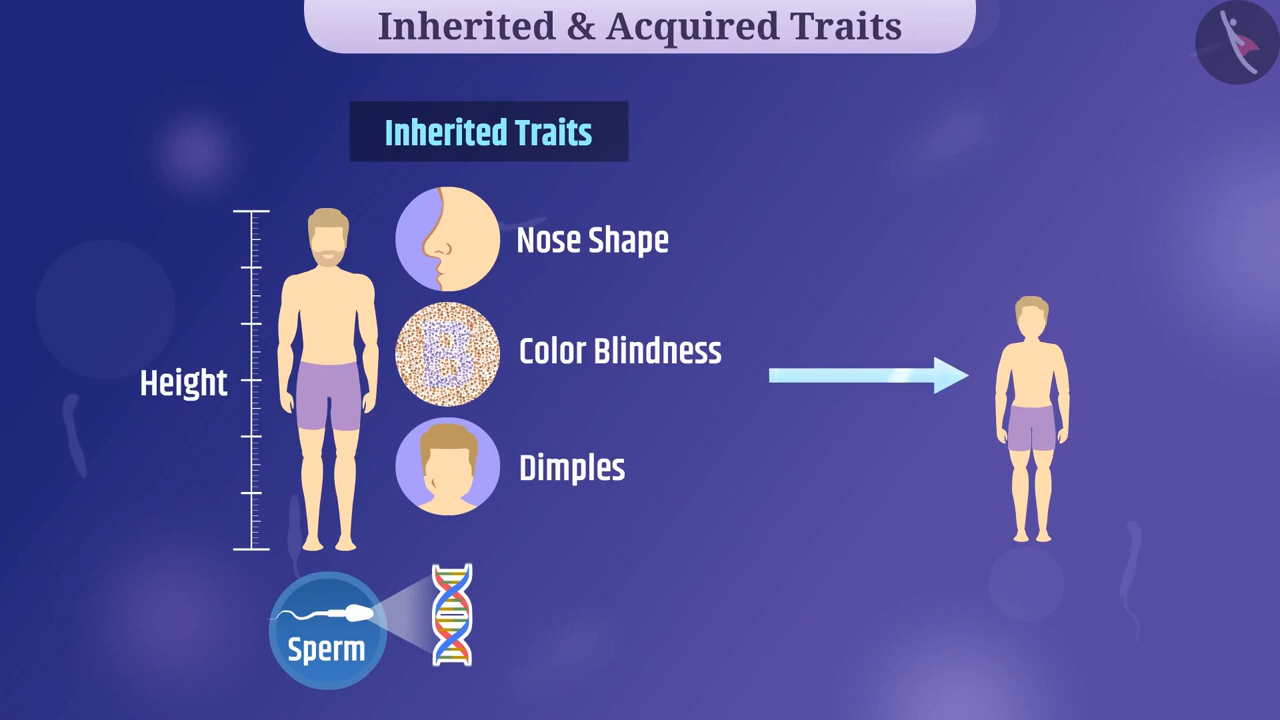 Inherited & Acquired Traits
Inherited Traits
Nose Shape
B
Color Blindness
Height
Dimples
Sperm